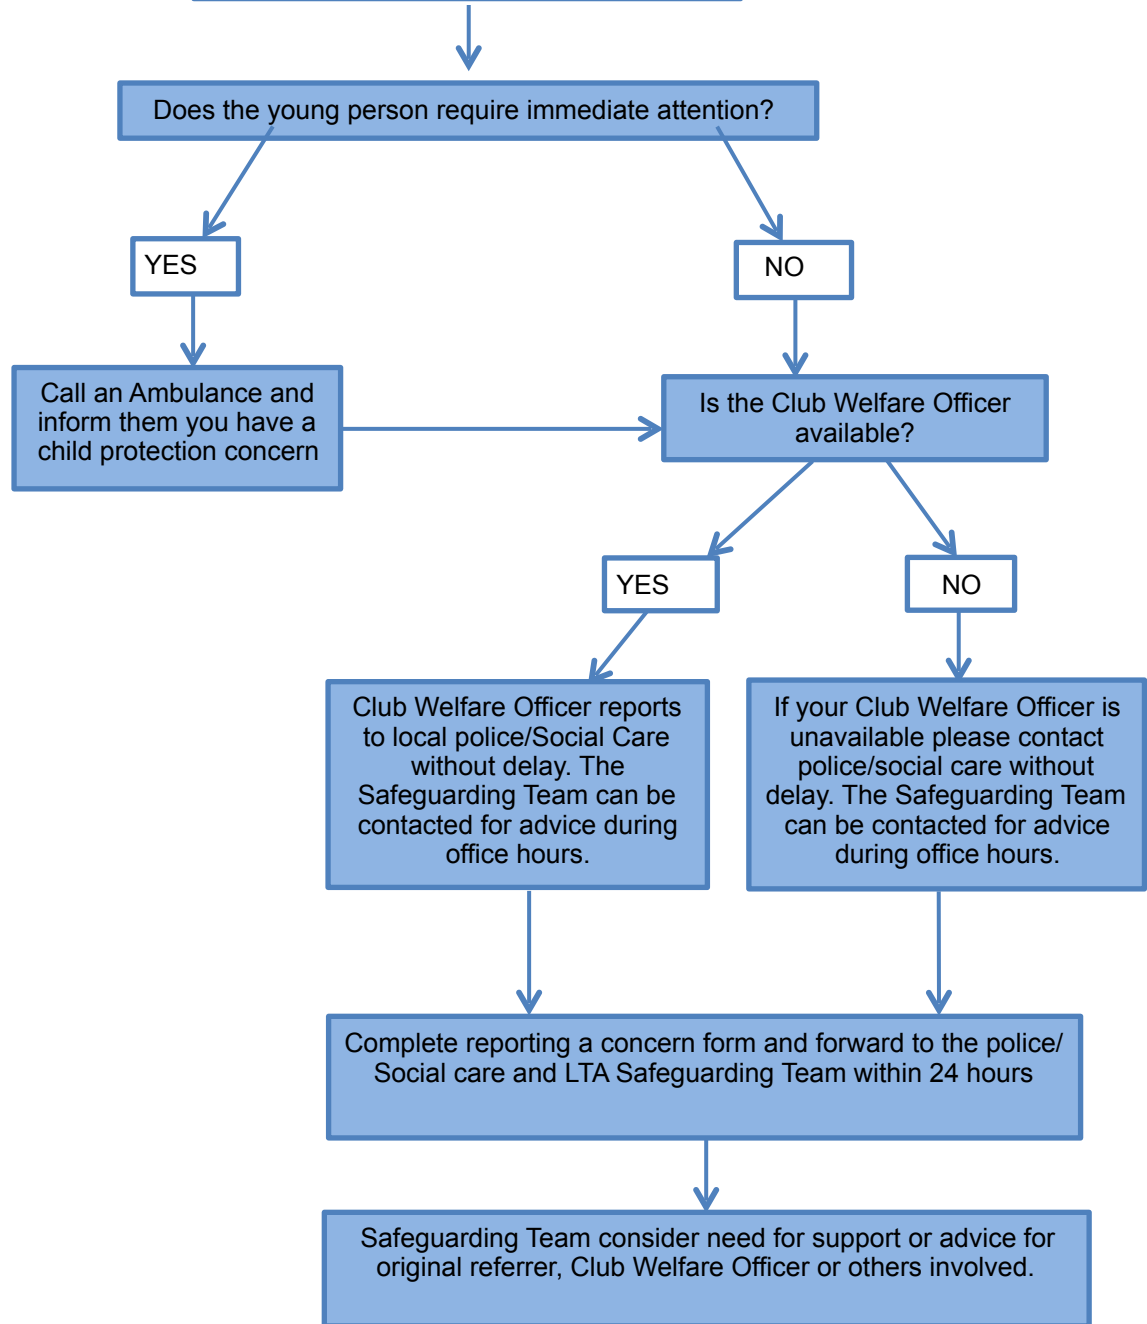 Does the young person require immediate attention?
YES
NO
Call an Ambulance and
inform them you have a
child protection concern
Is the Club Welfare Officer
available?
YES
NO
Club Welfare Officer reports
to local police/Social Care
without delay. The
Safeguarding Team can be
contacted for advice during
office hours.
If your Club Welfare Officer is
unavailable please contact
police/social care without
delay. The Safeguarding Team
can be contacted for advice
during office hours.
Complete reporting a concern form and forward to the police/
Social care and LTA Safeguarding Team within 24 hours
Safeguarding Team consider need for support or advice for
original referrer, Club Welfare Officer or others involved.